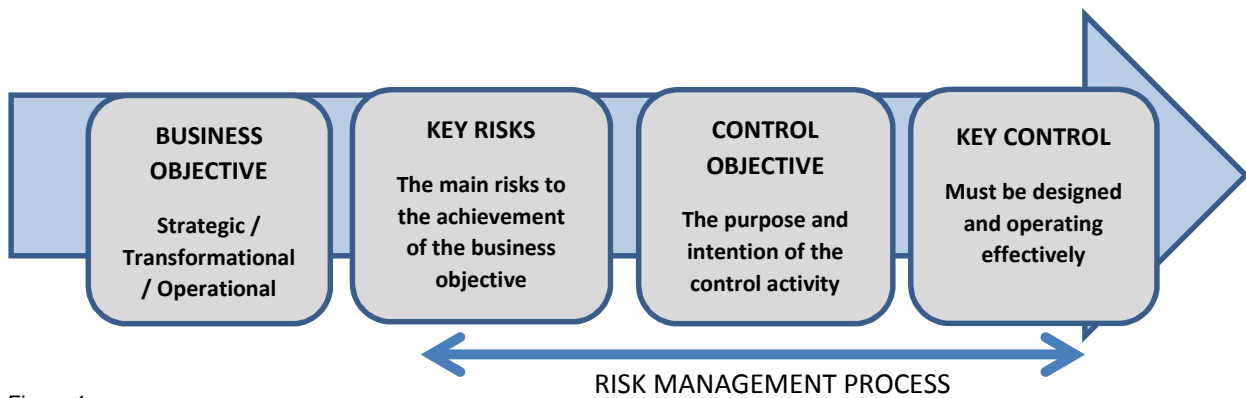 BUSINESS
OBJECTIVE
Strategic /
Transformational
/ Operational
KEY RISKS
The main risks to
the achievement
of the business
objective
CONTROL
OBJECTIVE
The purpose and
intention of the
control activity
KEY CONTROL
Must be designed
and operating
effectively
RISK MANAGEMENT PROCESS